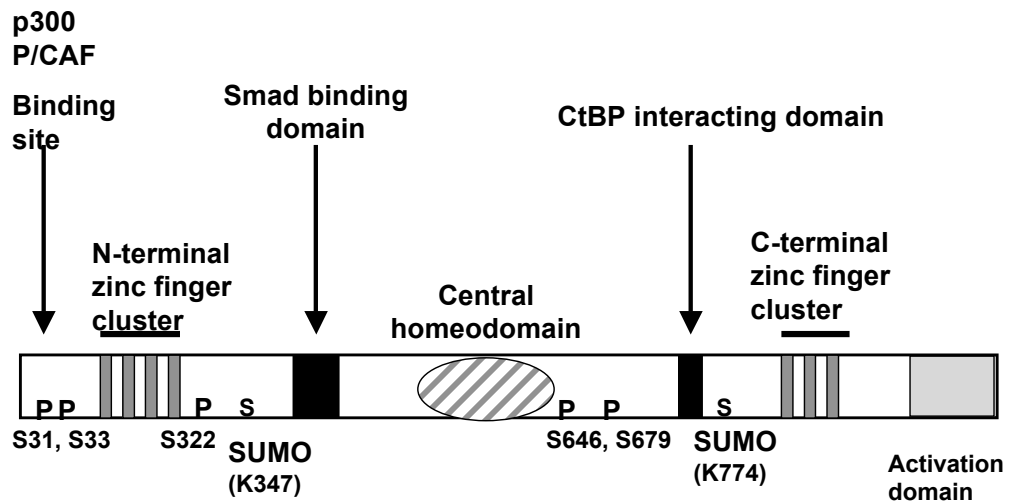 p300
P/CAF
Binding
site
Smad binding
domain
CtBP interacting domain
N-terminal
zinc finger
cluster
Central
homeodomain
C-terminal
zinc finger
cluster
P P
P
S
P
P
S
S31, S33
S322
SUMO
(K347)
S646, S679
SUMO
(K774)
Activation
domain